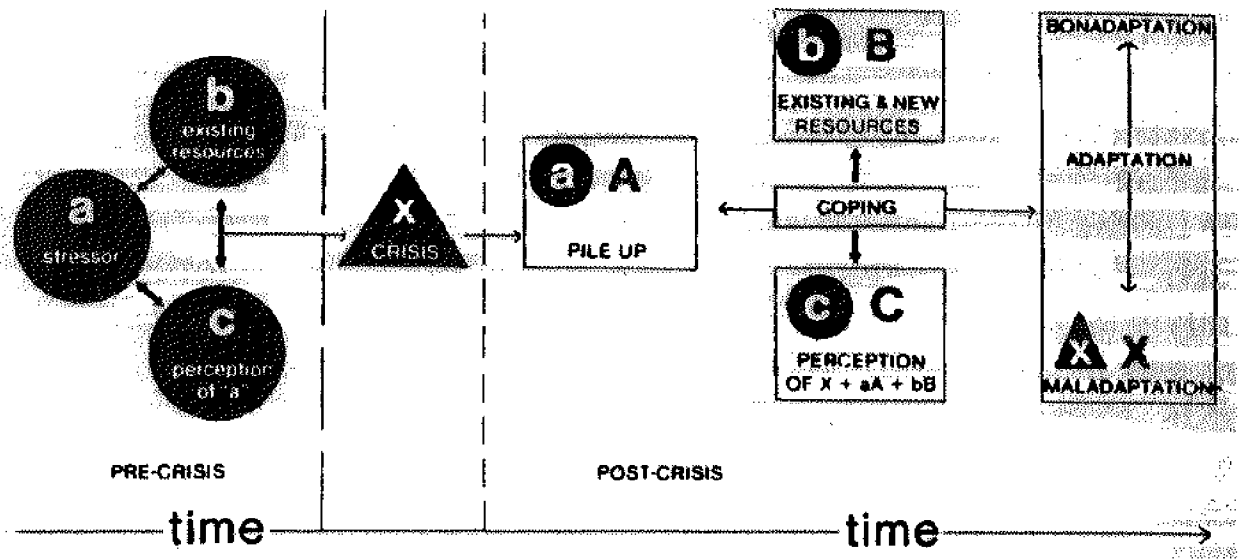 b
existing
resources
a
stressor
c
perception
of 'a'
x
CRISIS
a A
PILE UP
b B
EXISTING & NEW
RESOURCES
COPING
c C
PERCEPTION
OF X + aA + bB
BONADAPTATION
ADAPTATION
x X
MALADAPTATION
PRE-CRISIS
POST-CRISIS
time
time